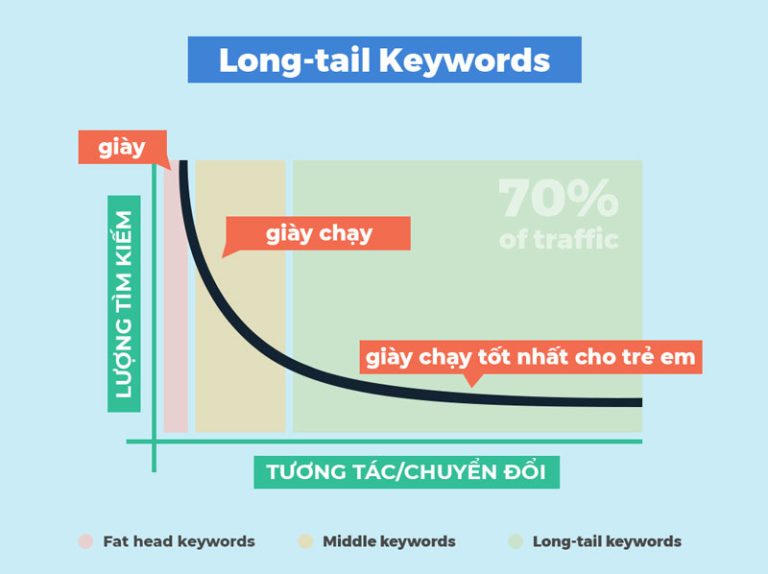 Long-tail Keywords
giày
70%
of traffic
giày chạy
LƯỢNG TÌM KIẾM
giày chạy tốt nhất cho trẻ em
TƯƠNG TÁC/CHUYỂN ĐỔI
Fat head keywords
Middle keywords
Long-tail keywords